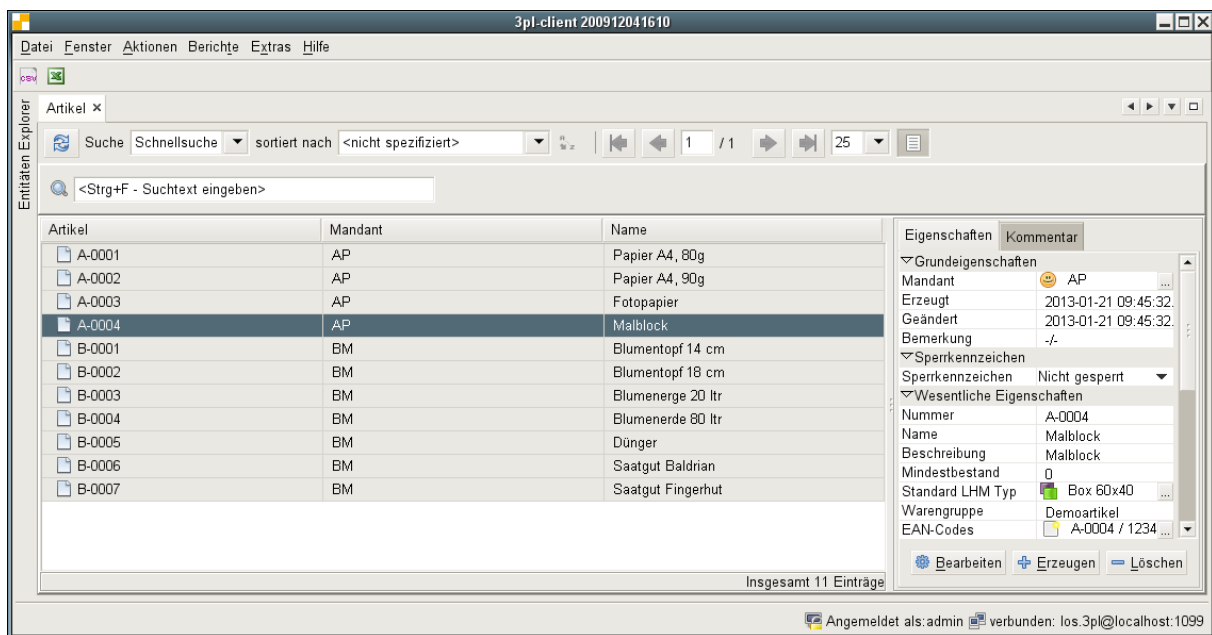 3pl-client 200912041610
Datei Fenster Aktionen Berichte Extras Hilfe
csv
Entitäten Explorer
Artikel
Suche Schnellsuche sortiert nach <nicht spezifiziert> 1 / 1 25
<Strg+F - Suchtext eingeben>
Artikel Mandant Name
A-0001 AP Papier A4, 80g
A-0002 AP Papier A4, 90g
A-0003 AP Fotopapier
A-0004 AP Malblock
B-0001 BM Blumentopf 14 cm
B-0002 BM Blumentopf 18 cm
B-0003 BM Blumenerge 20 ltr
B-0004 BM Blumenerde 80 ltr
B-0005 BM Dünger
B-0006 BM Saatgut Baldrian
B-0007 BM Saatgut Fingerhut
Insgesamt 11 Einträge
Eigenschaften Kommentar
Grundeigenschaften
Mandant AP ...
Erzeugt 2013-01-21 09:45:32.
Geändert 2013-01-21 09:45:32.
Bemerkung -/-
Sperrkennzeichen
Sperrkennzeichen Nicht gesperrt
Wesentliche Eigenschaften
Nummer A-0004
Name Malblock
Beschreibung Malblock
Mindestbestand 0
Standard LHM Typ Box 60x40 ...
Warengruppe Demoartikel
EAN-Codes A-0004 / 1234 ...
Bearbeiten Erzeugen Löschen
Angemeldet als:admin verbunden: los.3pl@localhost:1099